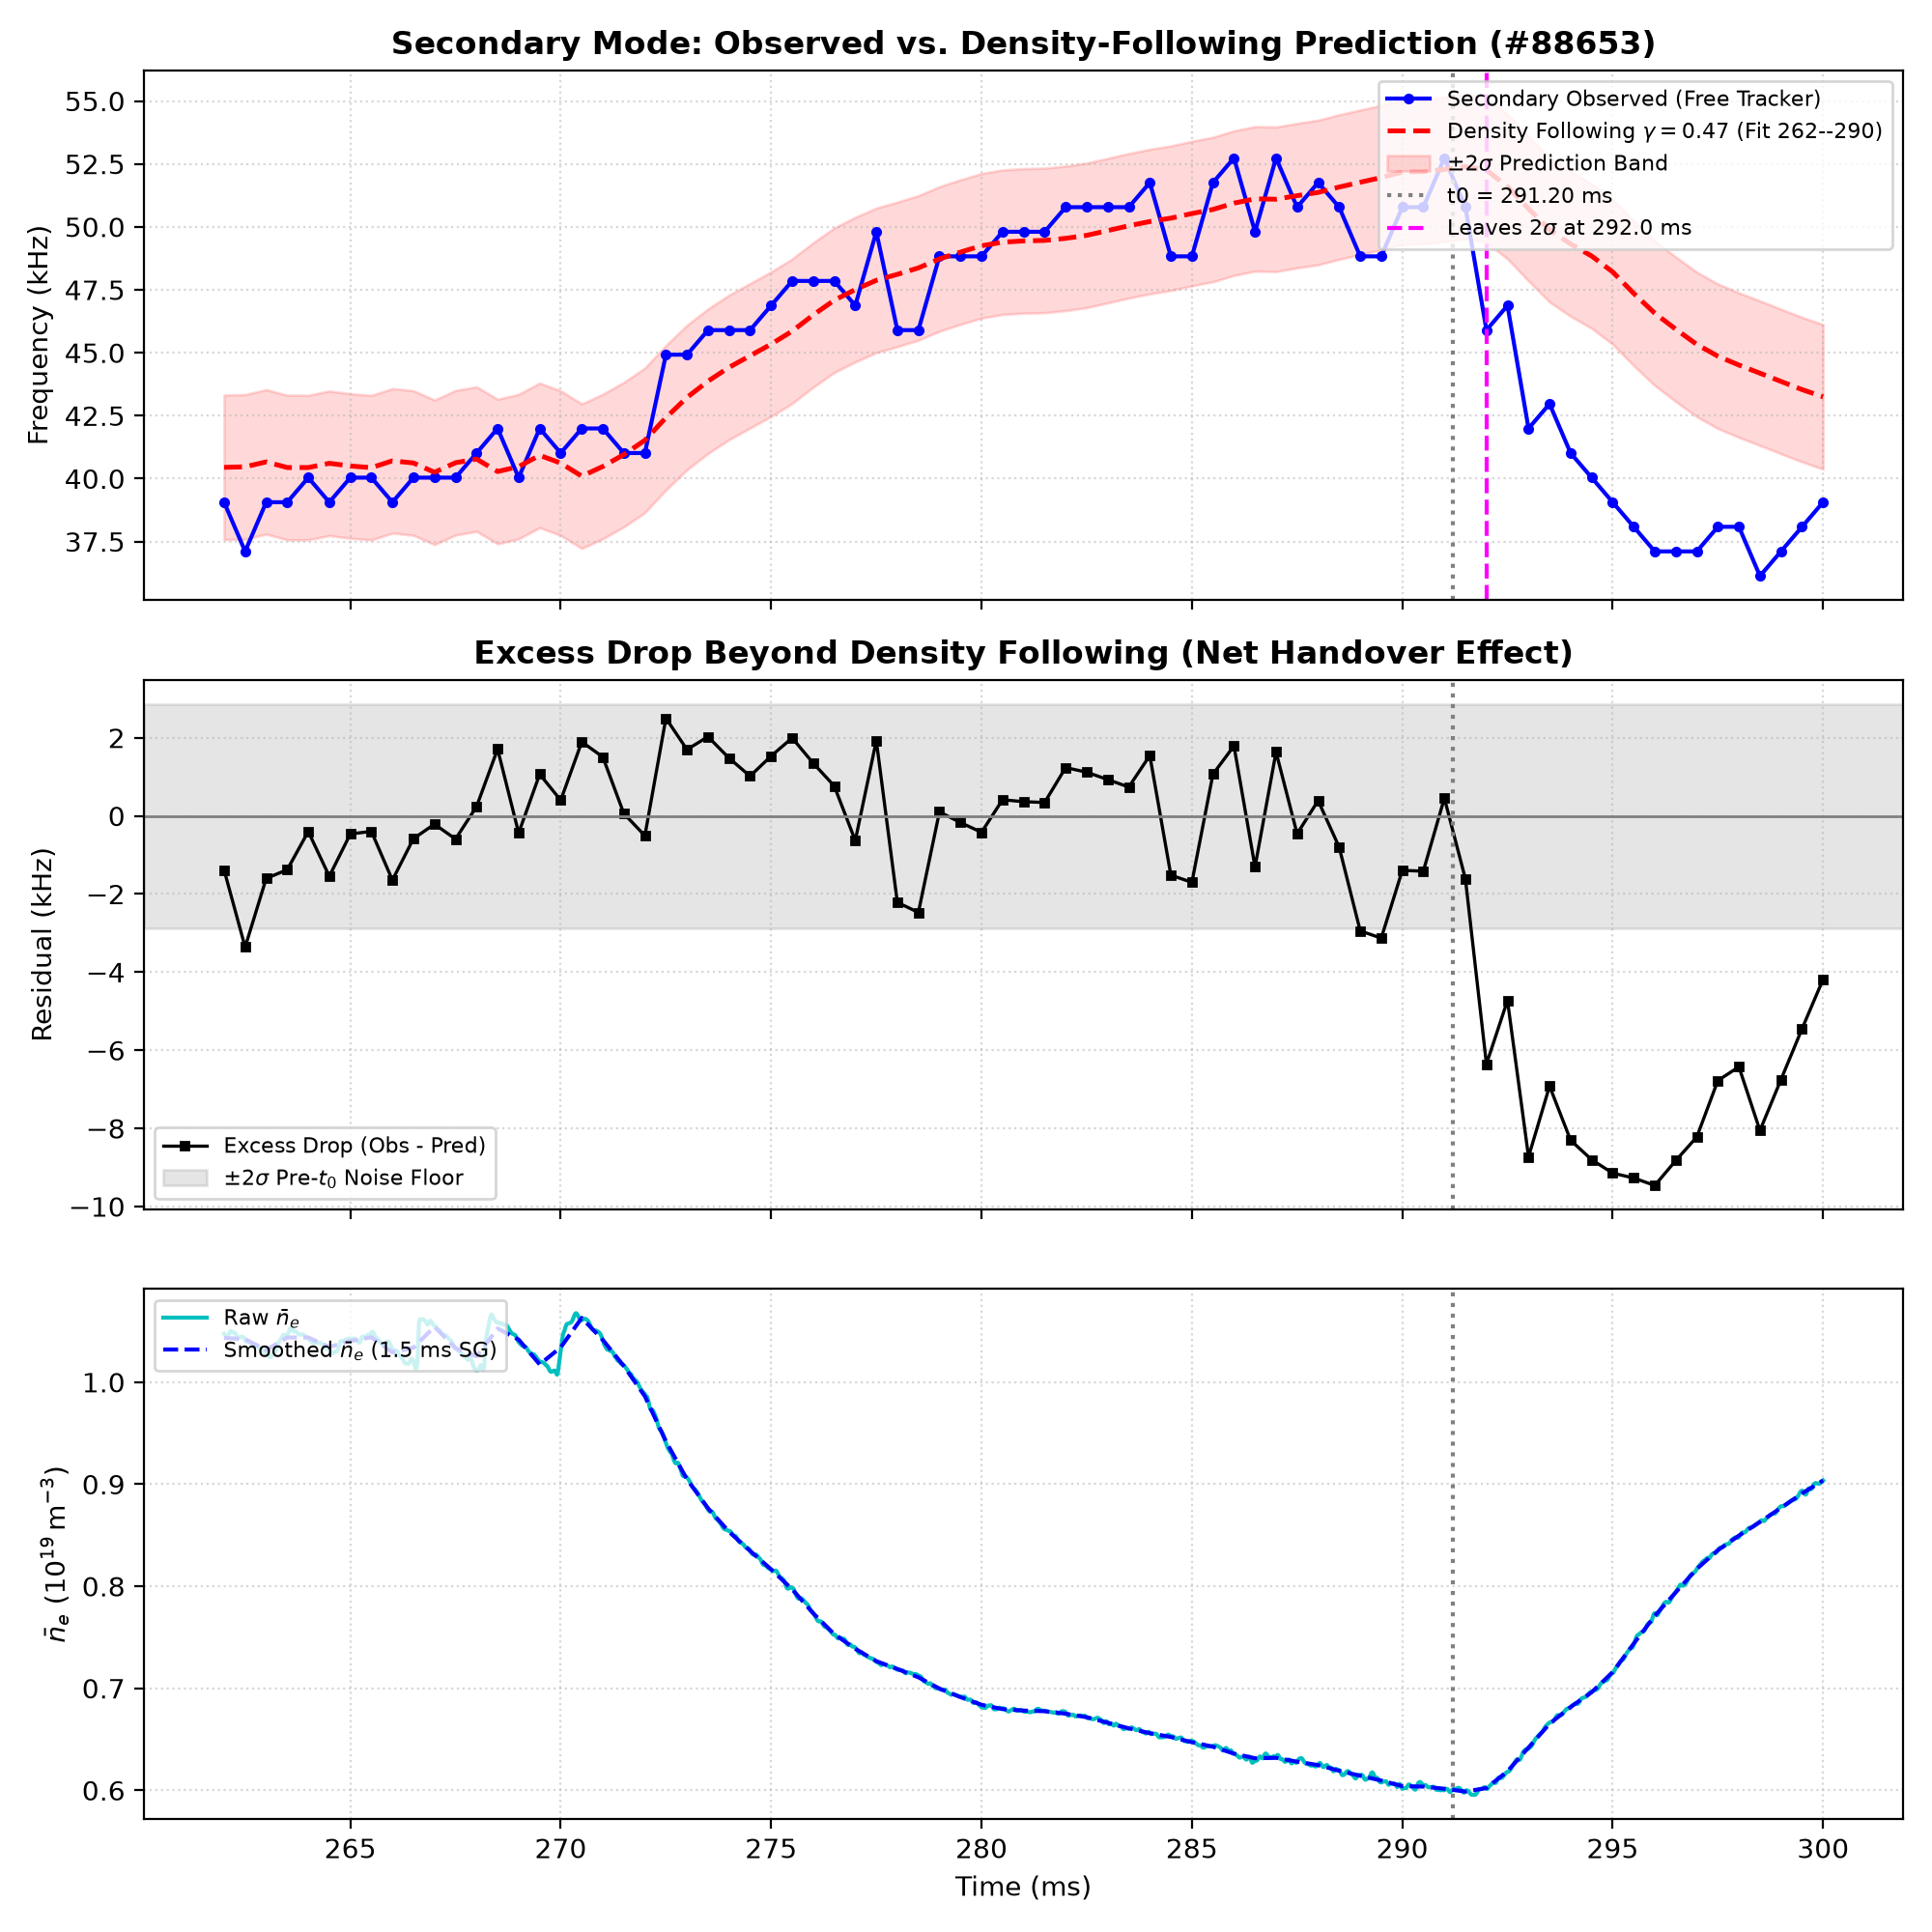 Secondary Mode: Observed vs. Density-Following Prediction (#88653)
Frequency (kHz)
55.0
52.5
50.0
47.5
45.0
42.5
40.0
37.5
Secondary Observed (Free Tracker)
Density Following γ = 0.47 (Fit 262--290)
±2σ Prediction Band
t0 = 291.20 ms
Leaves 2σ at 292.0 ms
Excess Drop Beyond Density Following (Net Handover Effect)
Residual (kHz)
2
0
−2
−4
−6
−8
−10
Excess Drop (Obs - Pred)
±2σ Pre-t₀ Noise Floor
n̄ₑ (10¹⁹ m⁻³)
1.0
0.9
0.8
0.7
0.6
Raw n̄ₑ
Smoothed n̄ₑ (1.5 ms SG)
265 270 275 280 285 290 295 300
Time (ms)